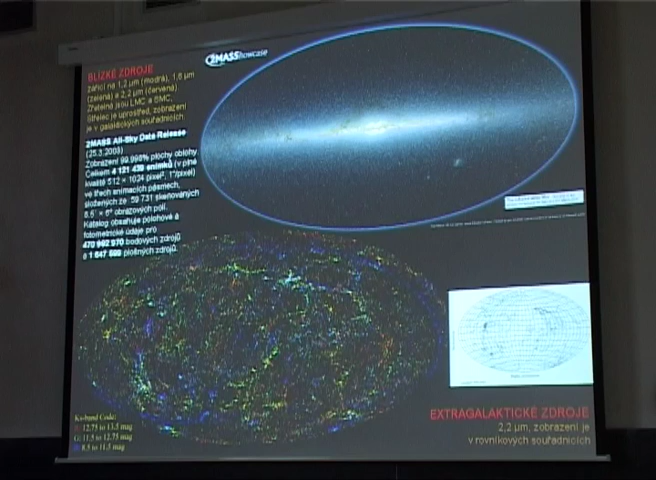 BLÍZKÉ ZDROJE
zářící na 1,2 μm (modrá), 1,6 μm
(zelená) a 2,2 μm (červená).
Zřetelné jsou LMC a SMC,
Střelec je uprostřed, zobrazení
je v galaktických souřadnicích.
2MASS Showcase
2MASS All-Sky Data Release
(25.3.2003)
Zobrazení 99,998% plochy oblohy.
Celkem 4 121 439 snímků (v plné
kvalitě 512 × 1024 pixel², 1"/pixel)
ve třech snímacích pásmech,
složených ze 59 731 skenovaných
8,5' × 6° obrazových polí.
Katalog obsahuje polohové a
fotometrické údaje pro
470 992 970 bodových zdrojů
a 1 647 599 plošných zdrojů.
Ks-band Code:
12.75 to 13.5 mag
G: 11.5 to 12.75 mag
8.5 to 11.5 mag
EXTRAGALAKTICKÉ ZDROJE
2,2 μm, zobrazení je
v rovníkových souřadnicích